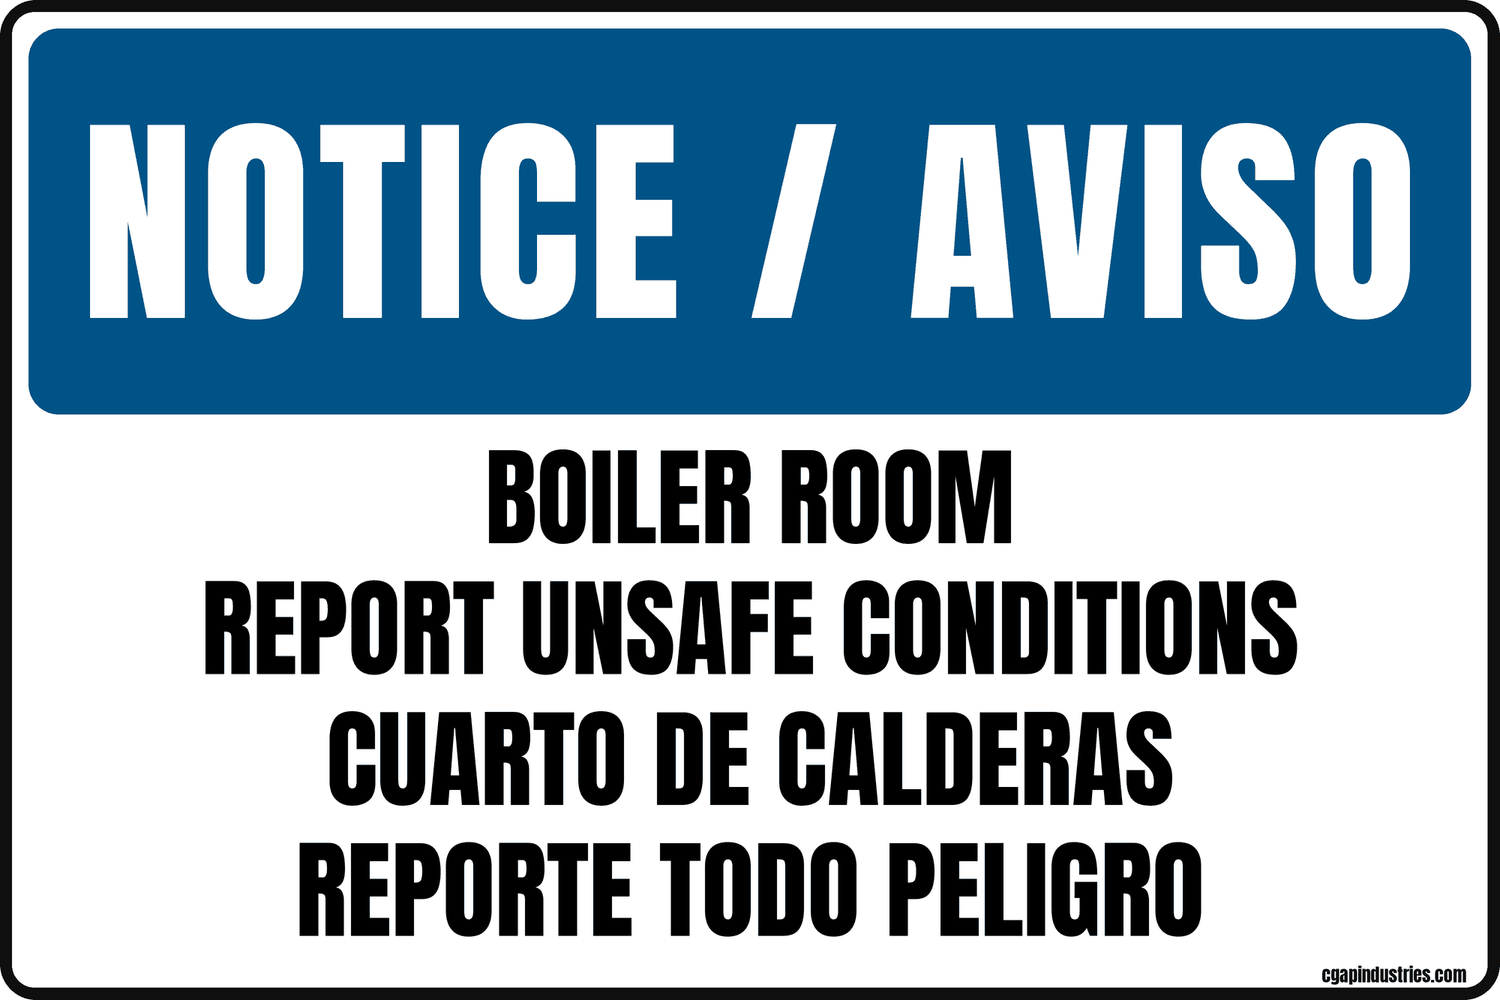 NOTICE / AVISO
BOILER ROOM
REPORT UNSAFE CONDITIONS
CUARTO DE CALDERAS
REPORTE TODO PELIGRO
cgapindustries.com